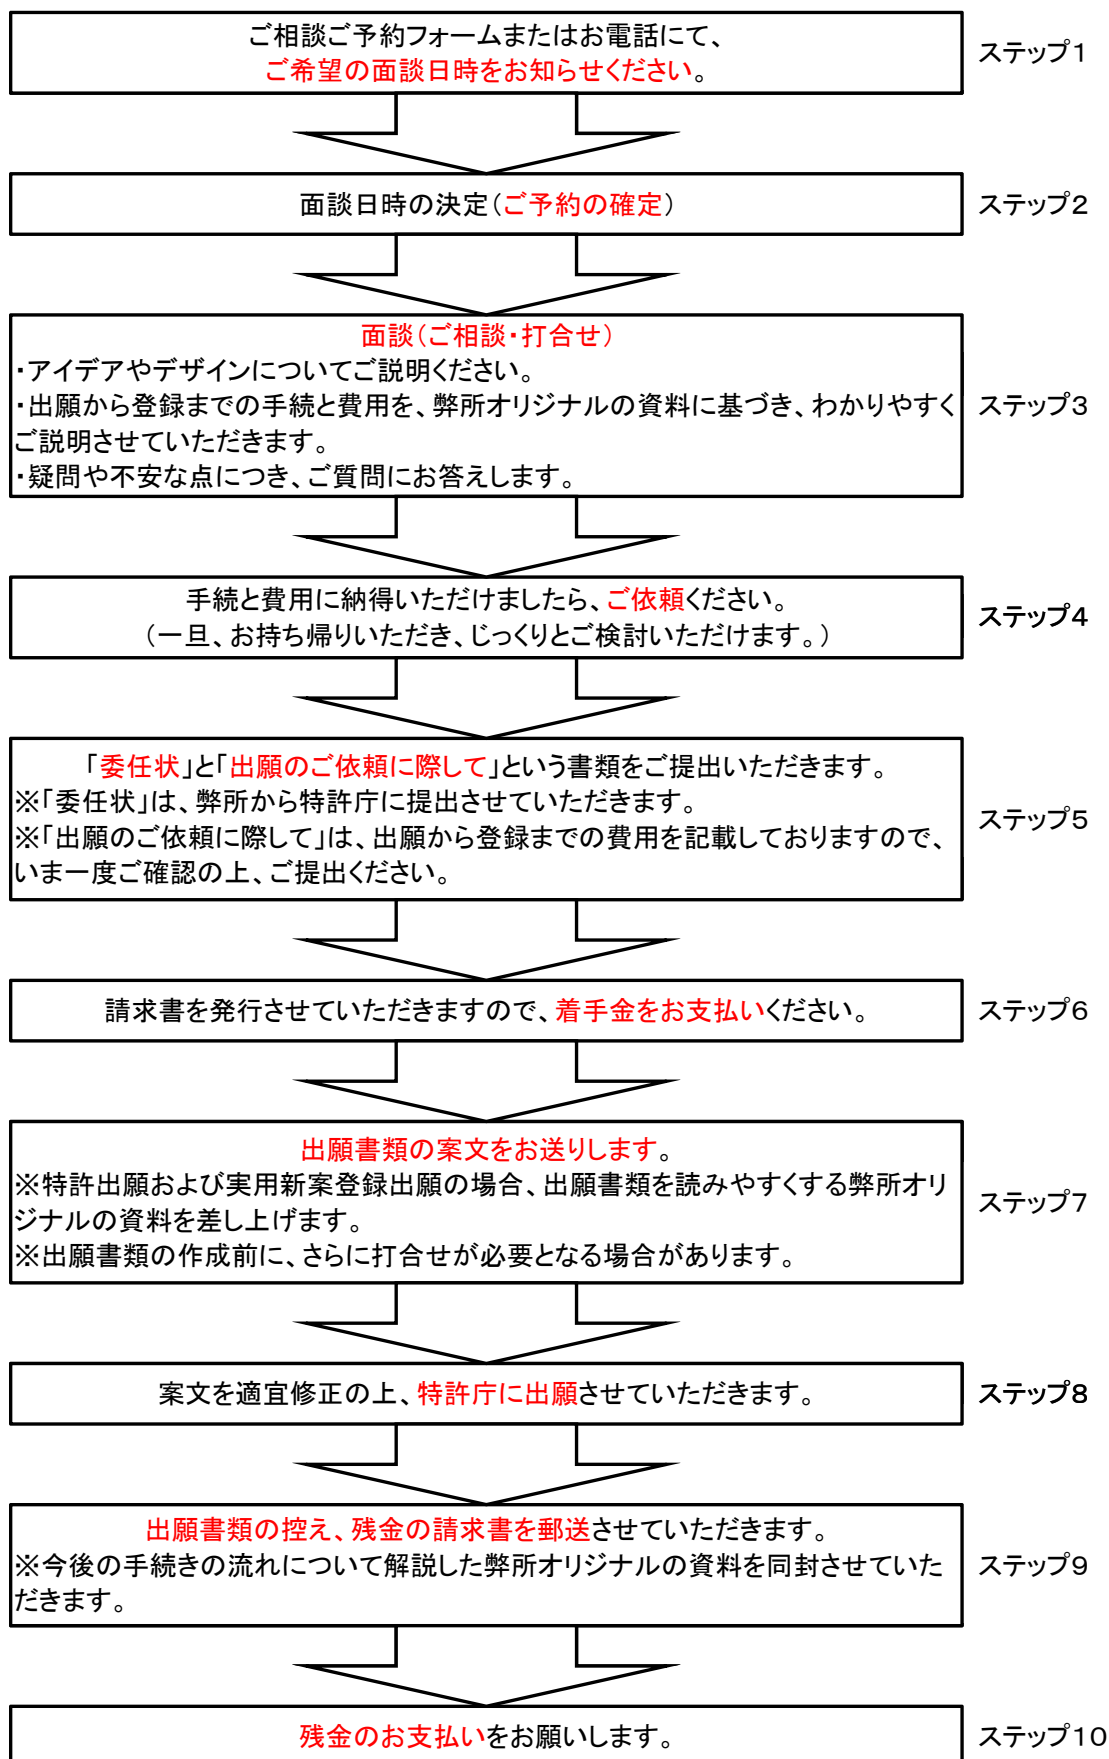 ご相談ご予約フォームまたはお電話にて、
ご希望の面談日時をお知らせください。
ステップ1
面談日時の決定(ご予約の確定)
ステップ2
面談(ご相談・打合せ)
・アイデアやデザインについてご説明ください。
・出願から登録までの手続と費用を、弊所オリジナルの資料に基づき、わかりやすく
ご説明させていただきます。
・疑問や不安な点につき、ご質問にお答えします。
ステップ3
手続と費用に納得いただけましたら、ご依頼ください。
(一旦、お持ち帰りいただき、じっくりとご検討いただけます。)
ステップ4
「委任状」と「出願のご依頼に際して」という書類をご提出いただきます。
※「委任状」は、弊所から特許庁に提出させていただきます。
※「出願のご依頼に際して」は、出願から登録までの費用を記載しておりますので、
いま一度ご確認の上、ご提出ください。
ステップ5
請求書を発行させていただきますので、着手金をお支払いください。
ステップ6
出願書類の案文をお送りします。
※特許出願および実用新案登録出願の場合、出願書類を読みやすくする弊所オリ
ジナルの資料を差し上げます。
※出願書類の作成前に、さらに打合せが必要となる場合があります。
ステップ7
案文を適宜修正の上、特許庁に出願させていただきます。
ステップ8
出願書類の控え、残金の請求書を郵送させていただきます。
※今後の手続きの流れについて解説した弊所オリジナルの資料を同封させていた
だきます。
ステップ9
残金のお支払いをお願いします。
ステップ10